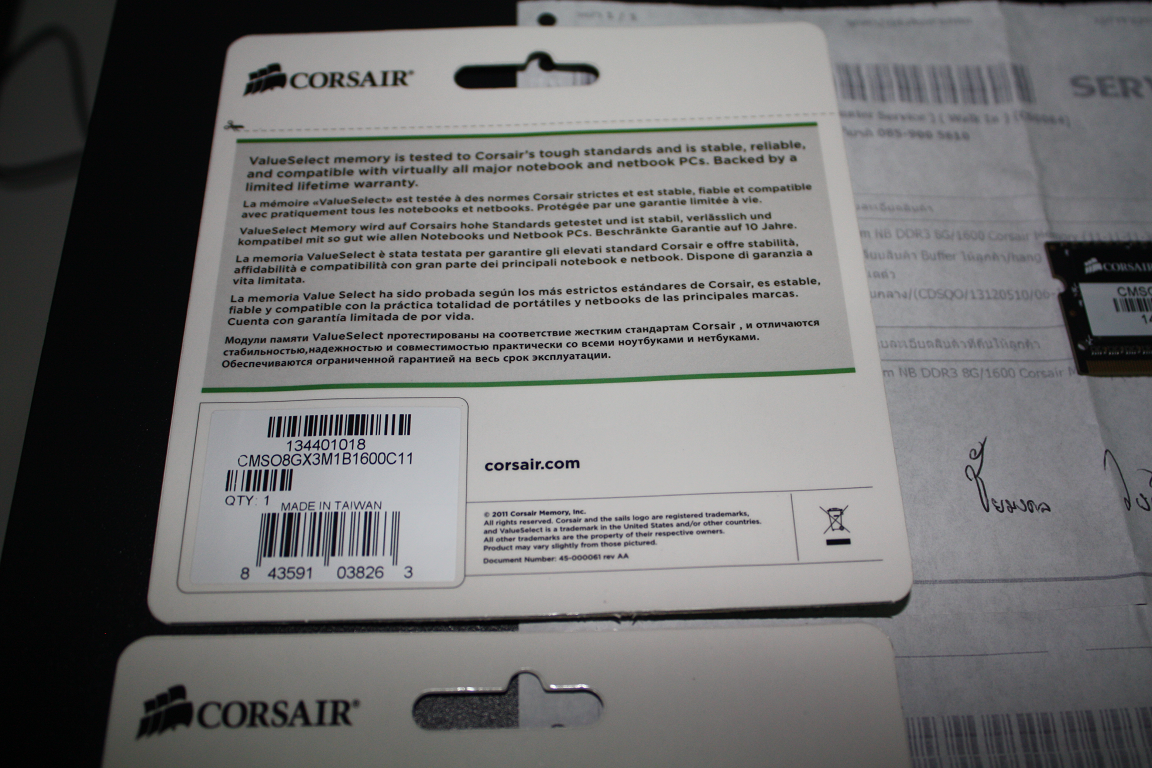 CORSAIR
ValueSelect memory is tested to Corsair's tough standards and is stable, reliable,
and compatible with virtually all major notebook and netbook PCs. Backed by a
limited lifetime warranty.
La mémoire «ValueSelect» est testée à des normes Corsair strictes et est stable, fiable et compatible
avec pratiquement tous les notebooks et netbooks. Protégée par une garantie limitée à vie.
ValueSelect Memory wird auf Corsairs hohe Standards getestet und ist stabil, verlässlich und
kompatibel mit so gut wie allen Notebooks und Netbook PCs. Beschränkte Garantie auf 10 Jahre.
La memoria ValueSelect è stata testata per garantire gli elevati standard Corsair e offre stabilità,
affidabilità e compatibilità con gran parte dei principali notebook e netbook. Dispone di garanzia a
vita limitata.
La memoria Value Select ha sido probada según los más estrictos estándares de Corsair, es estable,
fiable y compatible con la práctica totalidad de portátiles y netbooks de las principales marcas.
Cuenta con garantía limitada de por vida.
Модули памяти ValueSelect протестированы на соответствие жестким стандартам Corsair , и отличаются
стабильностью,надежностью и совместимостью практически со всеми ноутбуками и нетбуками.
Обеспечиваются ограниченной гарантией на весь срок эксплуатации.
134401018
CMSO8GX3M1B1600C11
QTY: 1
MADE IN TAIWAN
8 43591 03826 3
corsair.com
© 2011 Corsair Memory, Inc.
All rights reserved. Corsair and the sails logo are registered trademarks,
and ValueSelect is a trademark in the United States and/or other countries.
All other trademarks are the property of their respective owners.
Product may vary slightly from those pictured.
Document Number: 45-000061 rev AA
CORSAIR
SER
NB DDR3 8G/1600 Corsair
CORSAIR
CMSO
NB DDR3 8G/1600 Corsair